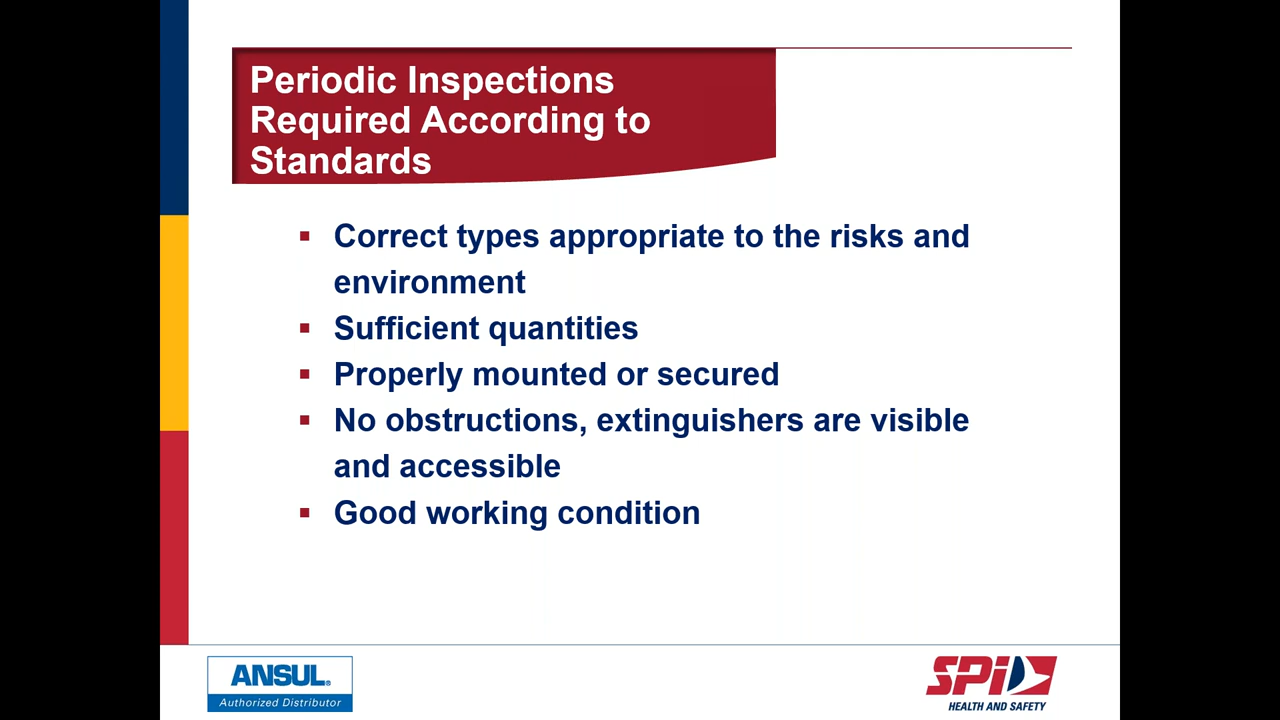 Periodic Inspections
Required According to
Standards
▪ Correct types appropriate to the risks and
environment
▪ Sufficient quantities
▪ Properly mounted or secured
▪ No obstructions, extinguishers are visible
and accessible
▪ Good working condition
ANSUL®
Authorized Distributor
SPi
HEALTH AND SAFETY